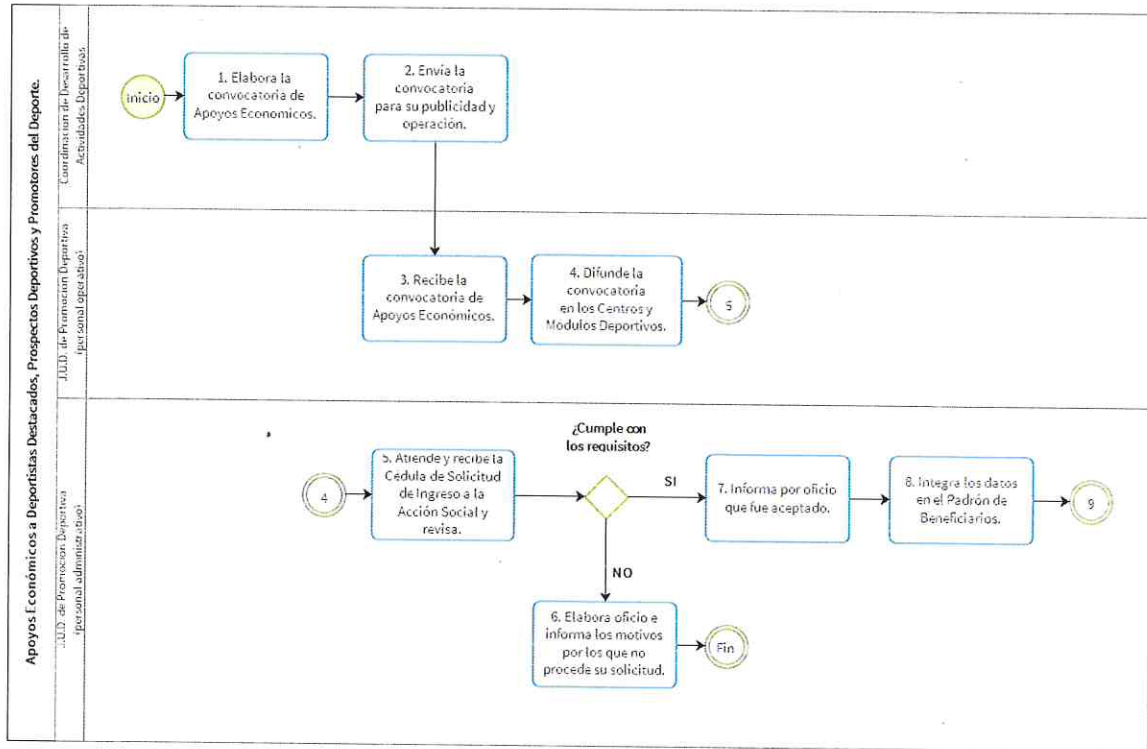 Apoyos Económicos a Deportistas Destacados, Prospectos Deportivos y Promotores del Deporte.
Coordinacion de Desarrollo de
Actividades Deportivas.
Inicio
1. Elabora la
convocatoria de
Apoyos Economicos.
2. Envía la
convocatoria
para su publicidad y
operación.
J.U.D. de Promoción Deportiva
(personal operativo)
3. Recibe la
convocatoria de
Apoyos Económicos.
4. Difunde la
convocatoria
en los Centros y
Modulos Deportivos.
5
J.U.D. de Promoción Deportiva
(personal administrativo)
4
5. Atiende y recibe la
Cédula de Solicitud
de Ingreso a la
Acción Social y
revisa.
¿Cumple con
los requisitos?
SI
7. Informa por oficio
que fue aceptado.
8. Integra los datos
en el Padrón de
Beneficiarios.
9
NO
6. Elabora oficio e
informa los motivos
por los que no
procede su solicitud.
Fin